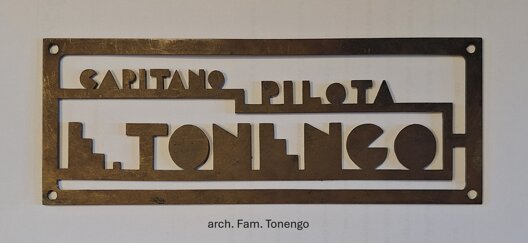 CAPITANO PILOTA
E. TONENGO
arch. Fam. Tonengo